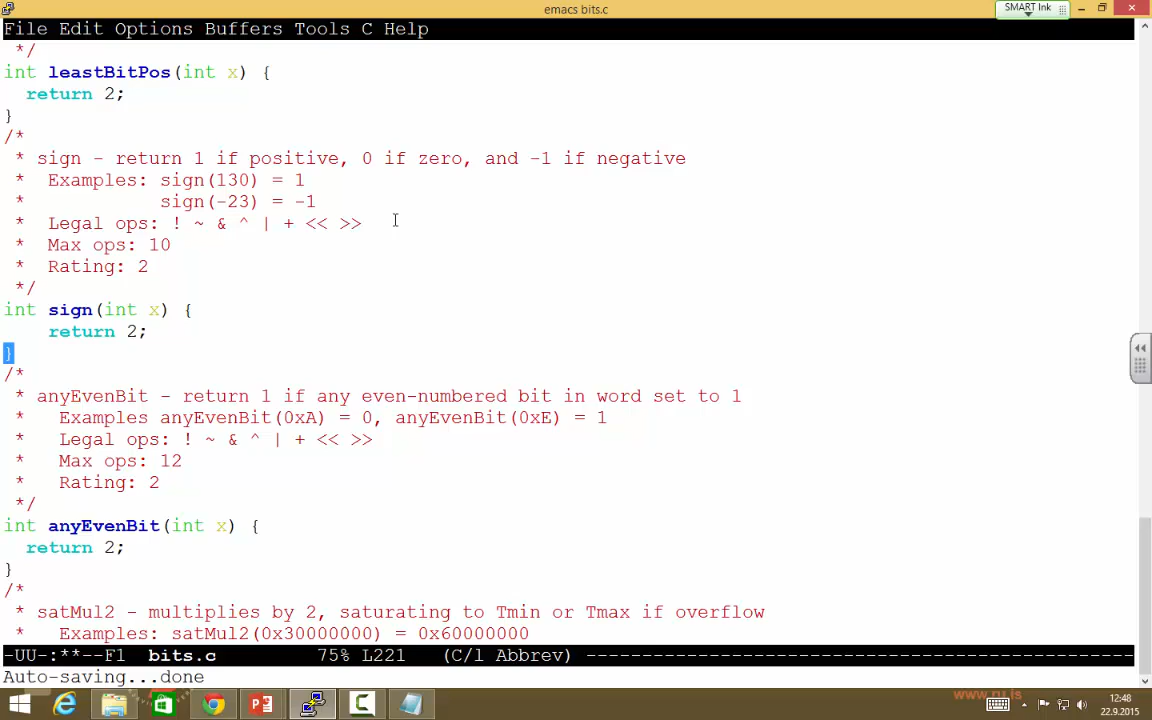 emacs bits.c
SMART Ink
File Edit Options Buffers Tools C Help
 */
int leastBitPos(int x) {
  return 2;
}
/*
 * sign - return 1 if positive, 0 if zero, and -1 if negative
 *  Examples: sign(130) = 1
 *            sign(-23) = -1
 *  Legal ops: ! ~ & ^ | + << >>
 *  Max ops: 10
 *  Rating: 2
 */
int sign(int x) {
    return 2;
}
/*
 * anyEvenBit - return 1 if any even-numbered bit in word set to 1
 *   Examples anyEvenBit(0xA) = 0, anyEvenBit(0xE) = 1
 *   Legal ops: ! ~ & ^ | + << >>
 *   Max ops: 12
 *   Rating: 2
 */
int anyEvenBit(int x) {
  return 2;
}
/*
 * satMul2 - multiplies by 2, saturating to Tmin or Tmax if overflow
 *   Examples: satMul2(0x30000000) = 0x60000000
-UU-:**--F1  bits.c         75% L221   (C/l Abbrev) -------------------------------------------------
Auto-saving...done
www.nr.is
12:48
22.9.2015